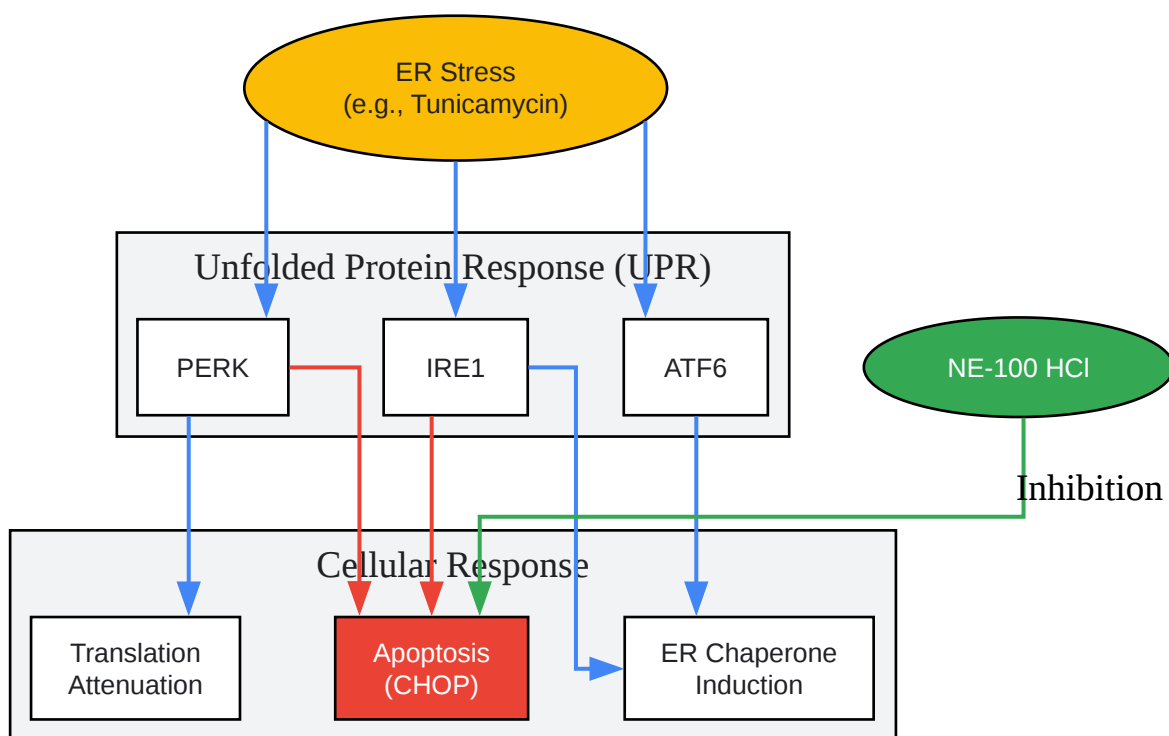 ER Stress
(e.g., Tunicamycin)
Unfolded Protein Response (UPR)
PERK
IRE1
ATF6
NE-100 HCl
Inhibition
Cellular Response
Translation
Attenuation
Apoptosis
(CHOP)
ER Chaperone
Induction